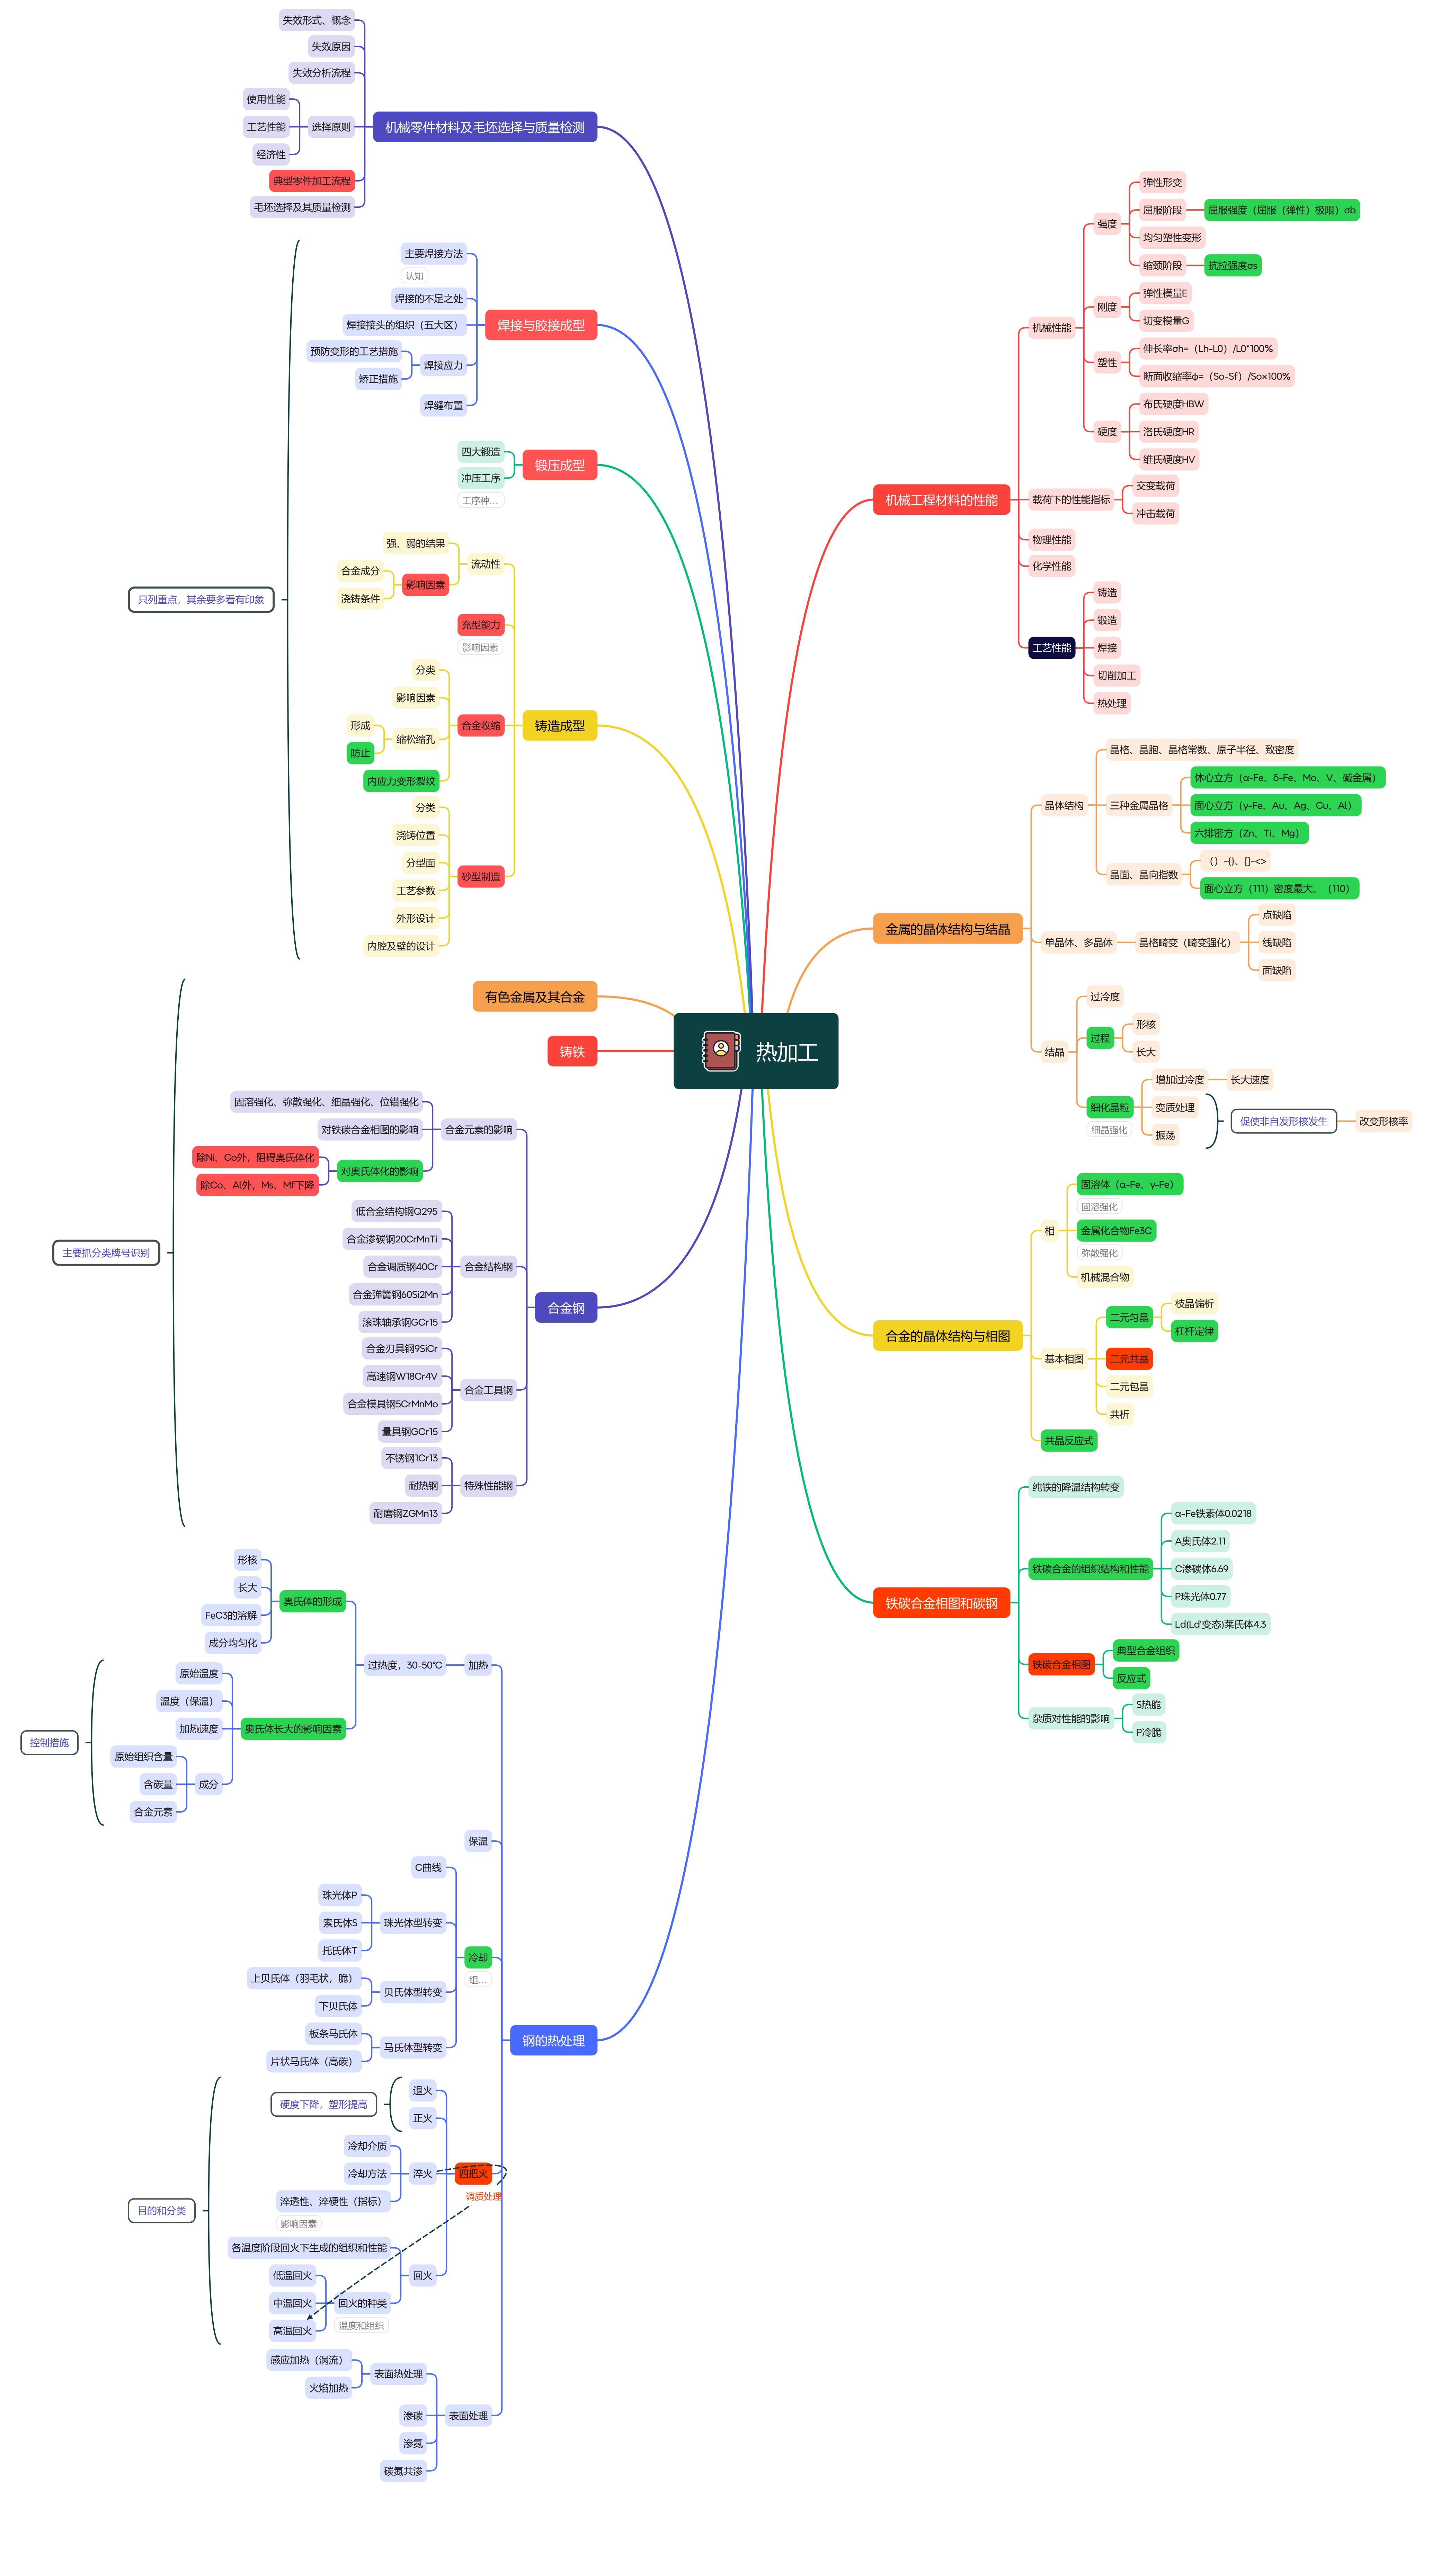 热加工
机械工程材料的性能
机械性能
强度
弹性形变
屈服阶段
屈服强度（屈服（弹性）极限）σb
均匀塑性变形
缩颈阶段
抗拉强度σs
刚度
弹性模量E
切变模量G
塑性
伸长率σh=（Lh-L0）/L0*100%
断面收缩率φ=（So-Sf）/So×100%
硬度
布氏硬度HBW
洛氏硬度HR
维氏硬度HV
载荷下的性能指标
交变载荷
冲击载荷
物理性能
化学性能
工艺性能
铸造
锻造
焊接
切削加工
热处理
金属的晶体结构与结晶
晶体结构
晶格、晶胞、晶格常数、原子半径、致密度
三种金属晶格
体心立方（α-Fe、δ-Fe、Mo、V、碱金属）
面心立方（γ-Fe、Au、Ag、Cu、Al）
六排密方（Zn、Ti、Mg）
晶面、晶向指数
（）-{}、[]-<>
面心立方（111）密度最大、（110）
单晶体、多晶体
晶格畸变（畸变强化）
点缺陷
线缺陷
面缺陷
结晶
过冷度
过程
形核
长大
细化晶粒
细晶强化
增加过冷度
长大速度
变质处理
振荡
促使非自发形核发生
改变形核率
合金的晶体结构与相图
相
固溶体（α-Fe、γ-Fe）
固溶强化
金属化合物Fe3C
弥散强化
机械混合物
基本相图
二元匀晶
枝晶偏析
杠杆定律
二元共晶
二元包晶
共析
共晶反应式
铁碳合金相图和碳钢
纯铁的降温结构转变
铁碳合金的组织结构和性能
α-Fe铁素体0.0218
A奥氏体2.11
C渗碳体6.69
P珠光体0.77
Ld(Ld'变态)莱氏体4.3
铁碳合金相图
典型合金组织
反应式
杂质对性能的影响
S热脆
P冷脆
机械零件材料及毛坯选择与质量检测
失效形式、概念
失效原因
失效分析流程
选择原则
使用性能
工艺性能
经济性
典型零件加工流程
毛坯选择及其质量检测
只列重点，其余要多看有印象
焊接与胶接成型
主要焊接方法
认知
焊接的不足之处
焊接接头的组织（五大区）
焊接应力
预防变形的工艺措施
矫正措施
焊缝布置
锻压成型
四大锻造
冲压工序
工序种...
铸造成型
流动性
强、弱的结果
影响因素
合金成分
浇铸条件
充型能力
影响因素
合金收缩
分类
影响因素
缩松缩孔
形成
防止
内应力变形裂纹
砂型制造
分类
浇铸位置
分型面
工艺参数
外形设计
内腔及壁的设计
有色金属及其合金
铸铁
主要抓分类牌号识别
合金钢
合金元素的影响
固溶强化、弥散强化、细晶强化、位错强化
对铁碳合金相图的影响
对奥氏体化的影响
除Ni、Co外，阻碍奥氏体化
除Co、Al外，Ms、Mf下降
合金结构钢
低合金结构钢Q295
合金渗碳钢20CrMnTi
合金调质钢40Cr
合金弹簧钢60Si2Mn
滚珠轴承钢GCr15
合金工具钢
合金刃具钢9SiCr
高速钢W18Cr4V
合金模具钢5CrMnMo
量具钢GCr15
特殊性能钢
不锈钢1Cr13
耐热钢
耐磨钢ZGMn13
钢的热处理
加热
过热度，30-50℃
奥氏体的形成
形核
长大
FeC3的溶解
成分均匀化
奥氏体长大的影响因素
控制措施
原始温度
温度（保温）
加热速度
成分
原始组织含量
含碳量
合金元素
保温
冷却
组...
C曲线
珠光体型转变
珠光体P
索氏体S
托氏体T
贝氏体型转变
上贝氏体（羽毛状，脆）
下贝氏体
马氏体型转变
板条马氏体
片状马氏体（高碳）
四把火
目的和分类
退火
正火
硬度下降，塑形提高
淬火
冷却介质
冷却方法
淬透性、淬硬性（指标）
影响因素
调质处理
回火
各温度阶段回火下生成的组织和性能
回火的种类
温度和组织
低温回火
中温回火
高温回火
表面处理
表面热处理
感应加热（涡流）
火焰加热
渗碳
渗氮
碳氮共渗